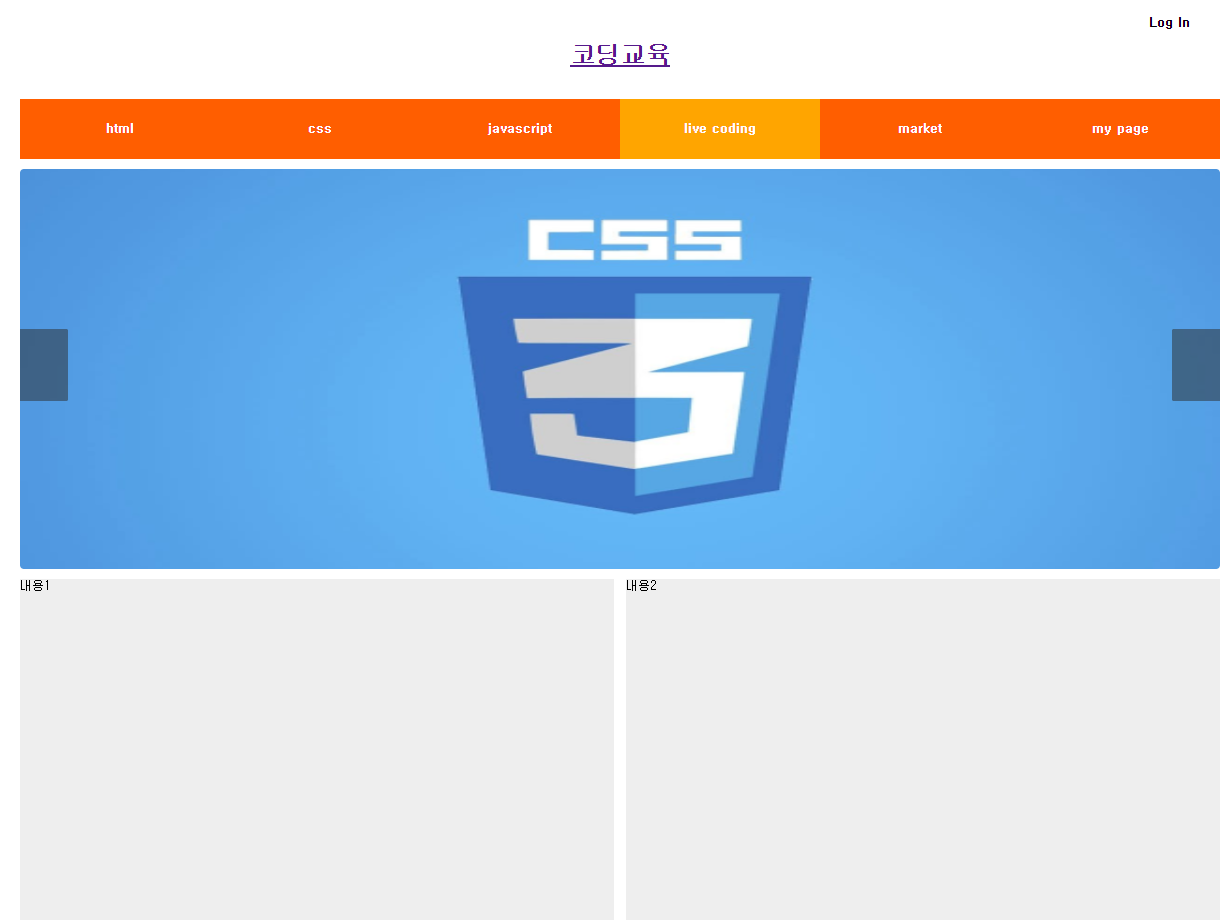 Log In
코딩교육
html css javascript live coding market my page
CSS
3
내용1 내용2